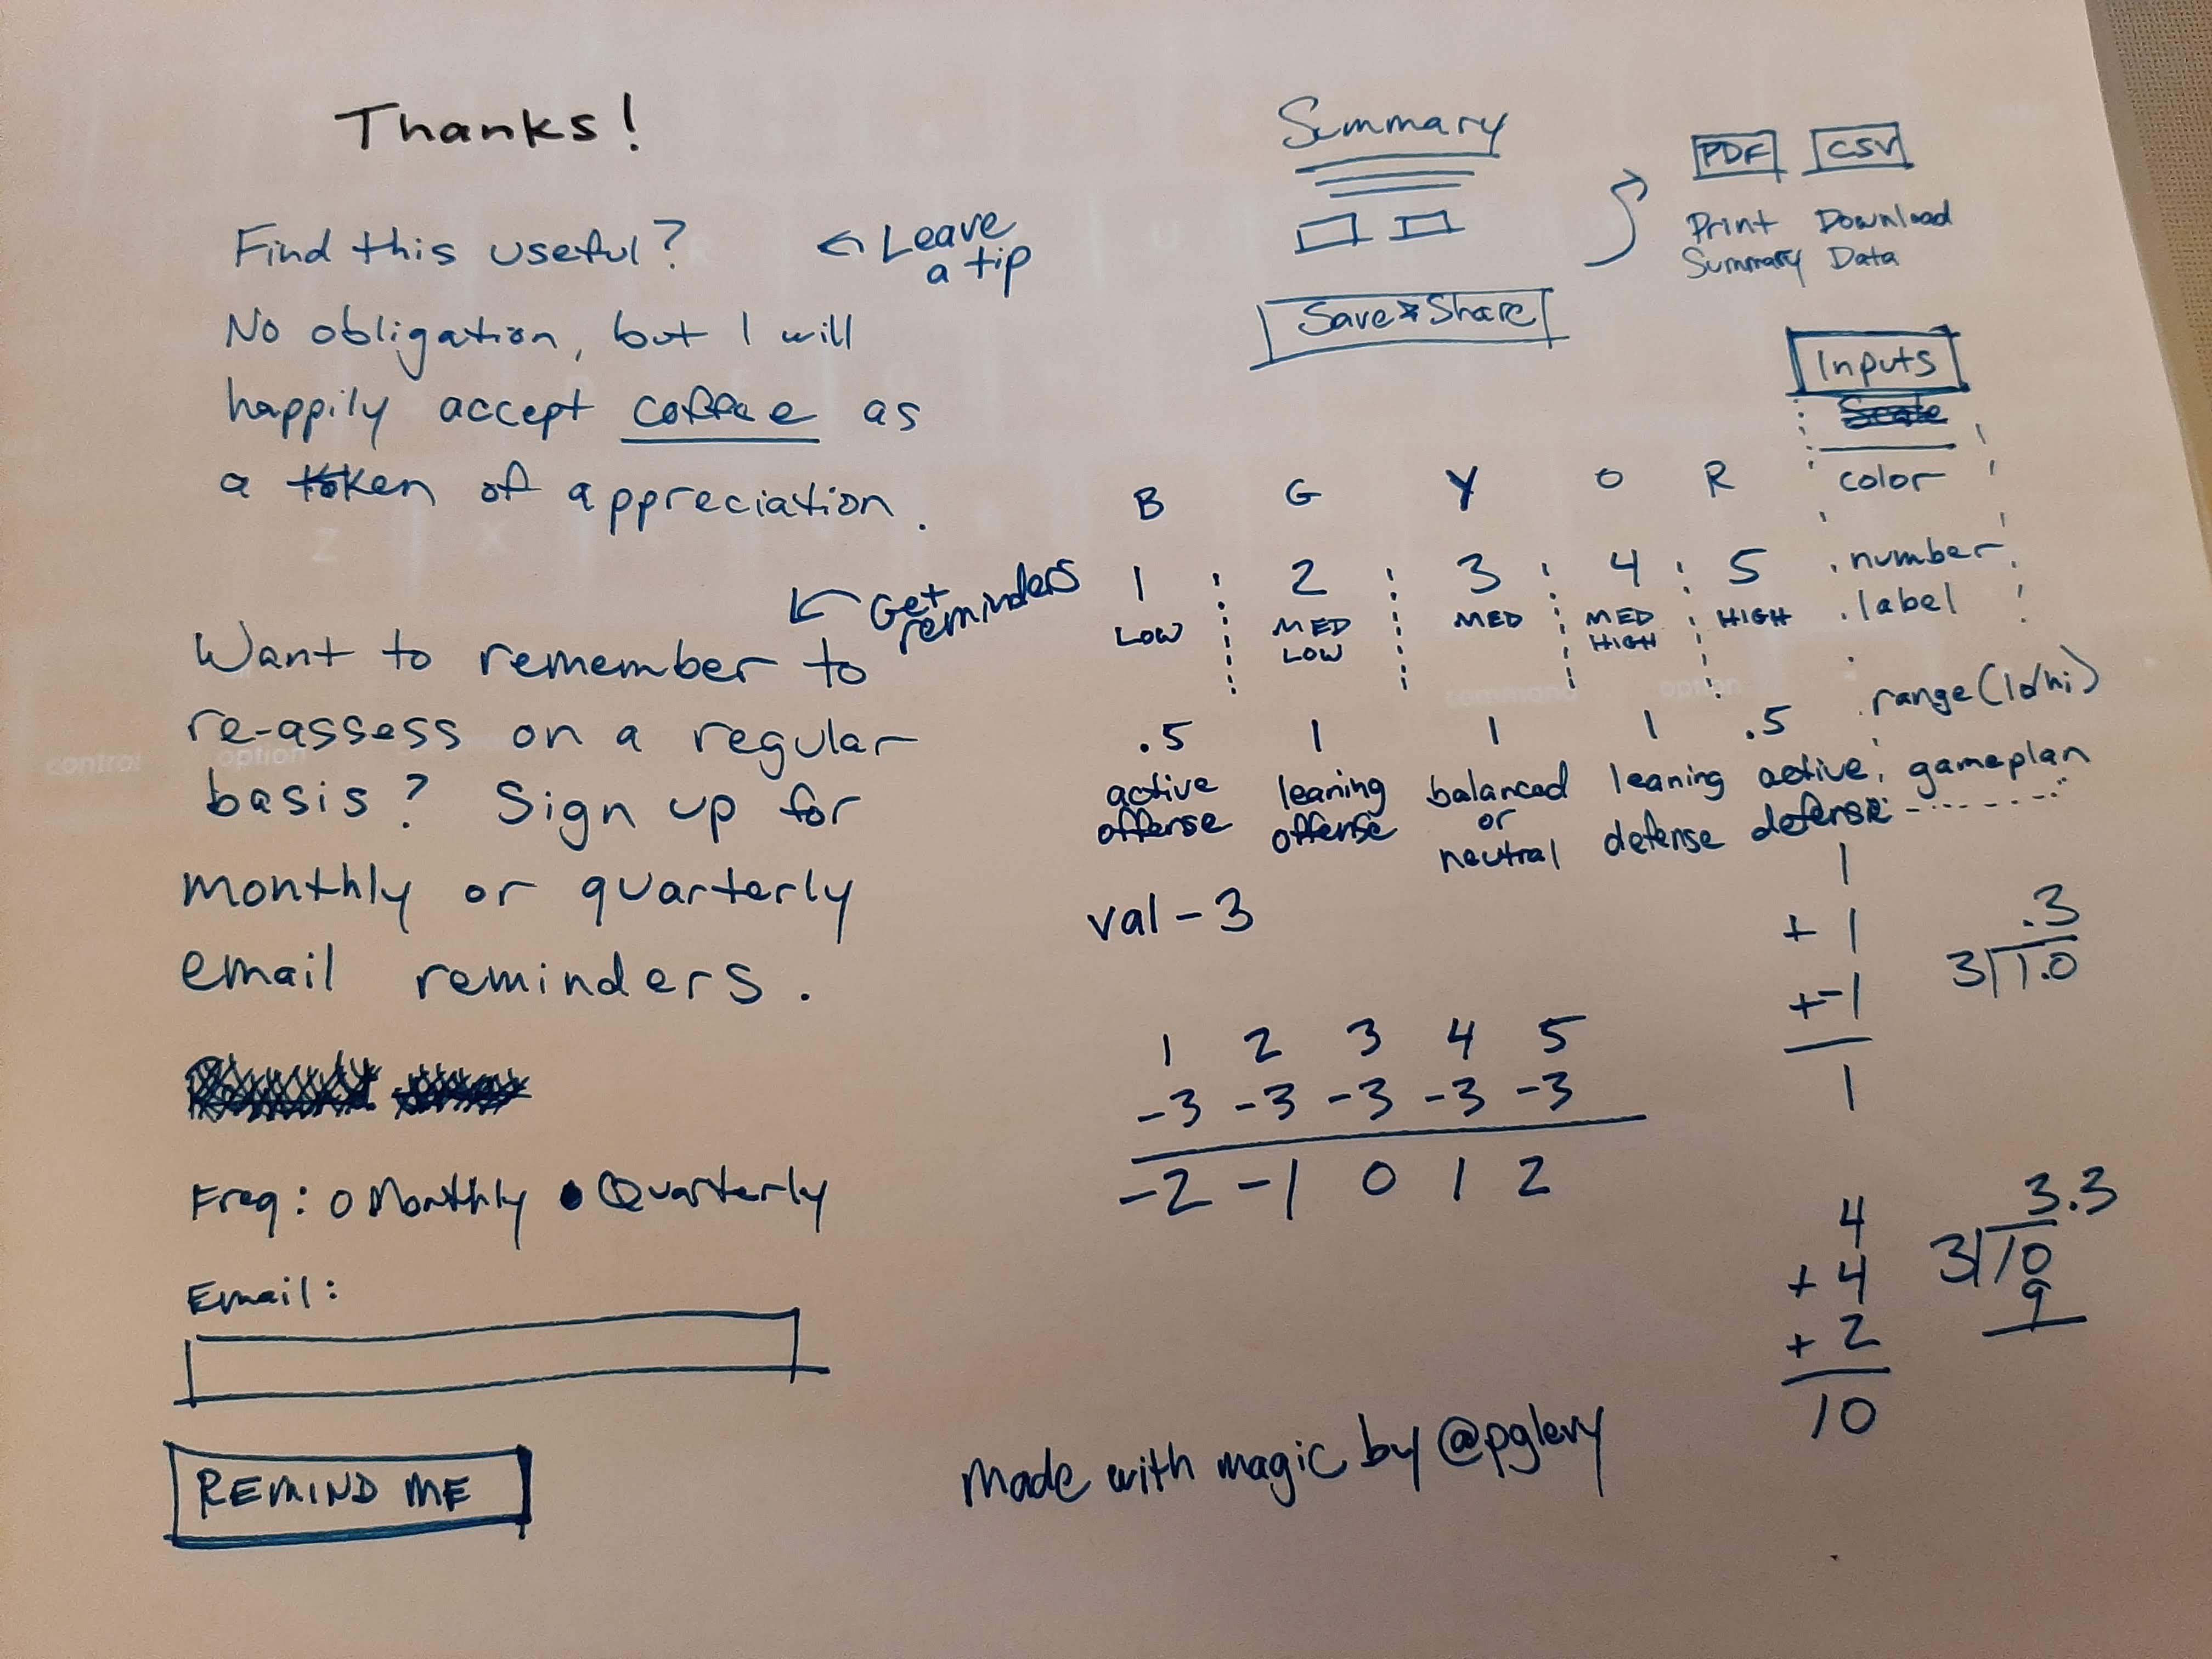 Thanks!
Find this useful?
← Leave
a tip
No obligation, but I will
happily accept coffee as
a token of appreciation.
← Get
reminders
Want to remember to
re-assess on a regular
basis? Sign up for
monthly or quarterly
email reminders.
Freq: o Monthly • Quarterly
Email:
REMIND ME
Summary
Save & Share
PDF CSV
Print Download
Summary Data
Inputs
Scale
B G Y O R color
1 2 3 4 5 number
LOW MED MED MED HIGH label
LOW HIGH
.5 1 1 1 .5 range (lo/hi)
active leaning balanced leaning active gameplan
offense offense or defense defense
neutral
val - 3
1 2 3 4 5
-3 -3 -3 -3 -3
-2 -1 0 1 2
1
+ 1
+ -1
1
.3
3 1.0
4
+ 4
+ 2
10
3.3
3 10
9
Made with magic by @pglevy
control
option
command
option
Z X
U